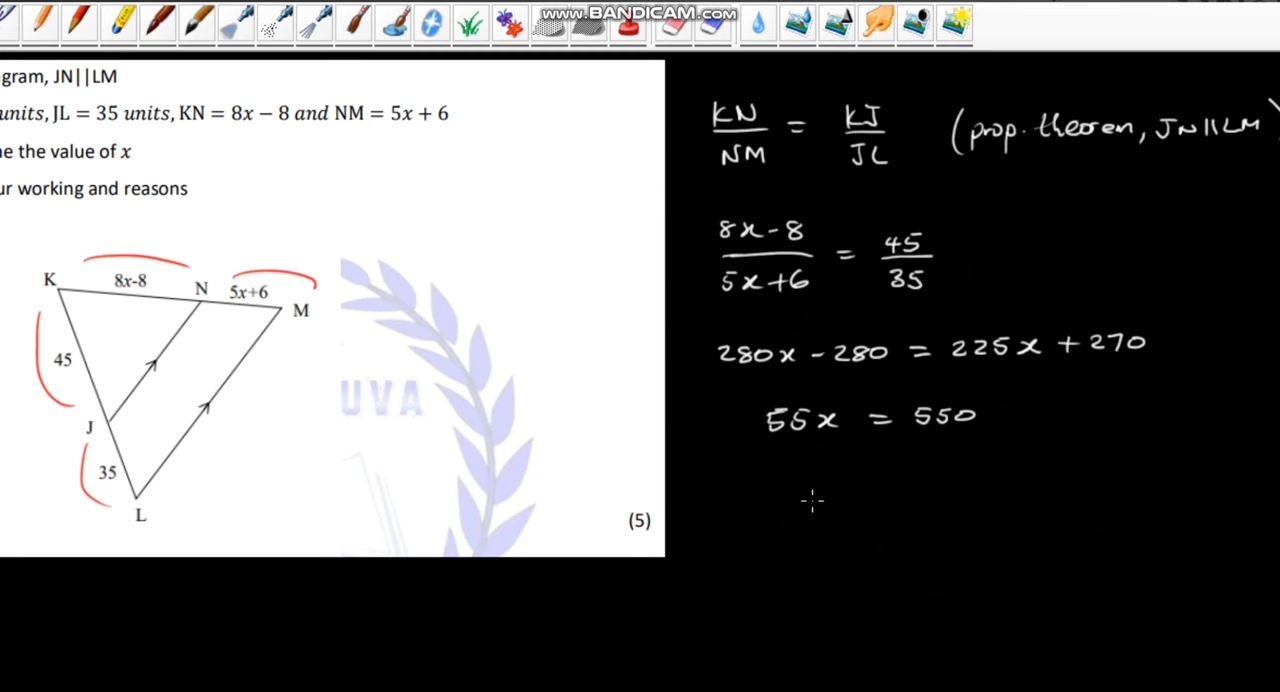 www.BANDICAM.com
gram, JN||LM
units, JL = 35 units, KN = 8x − 8 and NM = 5x + 6
ne the value of x
ur working and reasons
K 8x-8 N 5x+6 M
45
J
35
L
UVA
(5)
KN/NM = KJ/JL (prop. theorem, JN||LM)
8x-8/5x+6 = 45/35
280x - 280 = 225x + 270
55x = 550